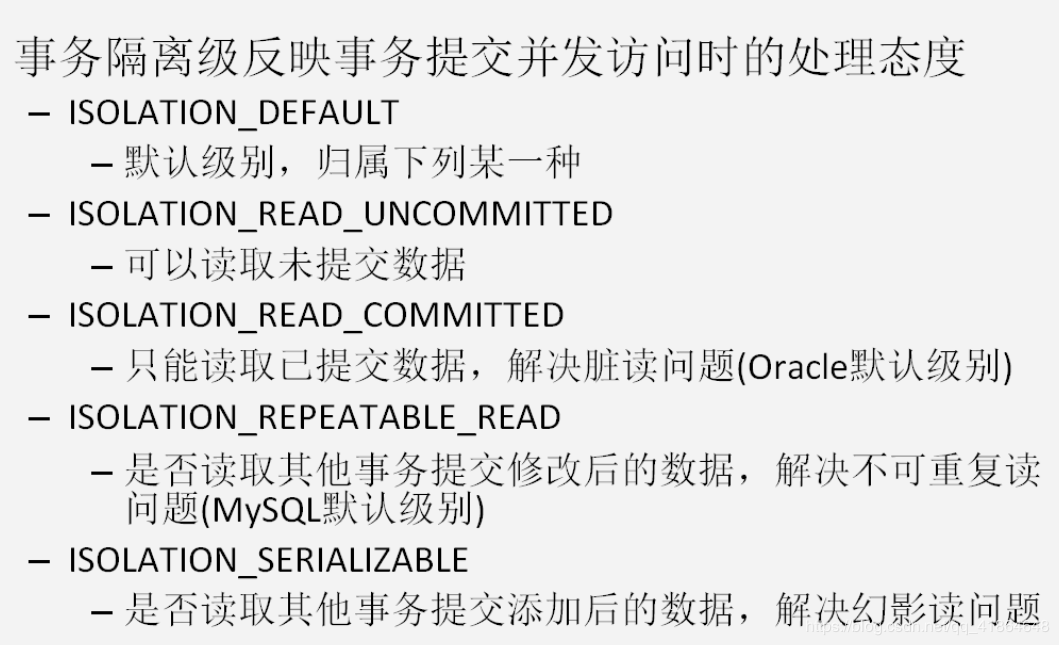 事务隔离级反映事务提交并发访问时的处理态度
– ISOLATION_DEFAULT
– 默认级别，归属下列某一种
– ISOLATION_READ_UNCOMMITTED
– 可以读取未提交数据
– ISOLATION_READ_COMMITTED
– 只能读取已提交数据，解决脏读问题(Oracle默认级别)
– ISOLATION_REPEATABLE_READ
– 是否读取其他事务提交修改后的数据，解决不可重复读
问题(MySQL默认级别)
– ISOLATION_SERIALIZABLE
– 是否读取其他事务提交添加后的数据，解决幻影读问题